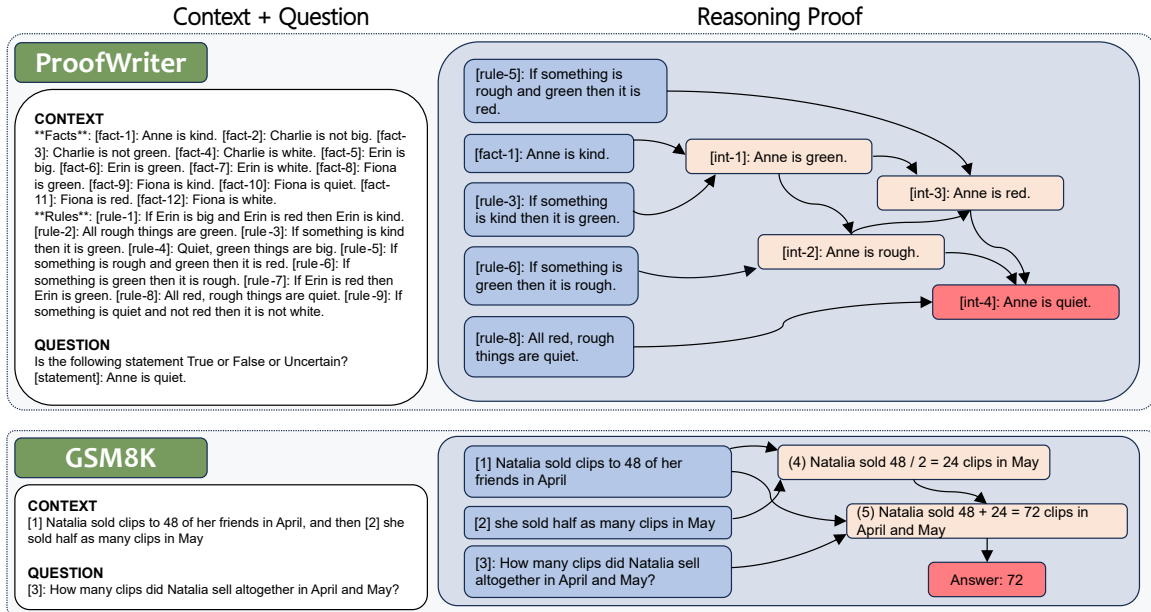 Context + Question
Reasoning Proof
ProofWriter
CONTEXT
**Facts**: [fact-1]: Anne is kind. [fact-2]: Charlie is not big. [fact-
3]: Charlie is not green. [fact-4]: Charlie is white. [fact-5]: Erin is
big. [fact-6]: Erin is green. [fact-7]: Erin is white. [fact-8]: Fiona
is green. [fact-9]: Fiona is kind. [fact-10]: Fiona is quiet. [fact-
11]: Fiona is red. [fact-12]: Fiona is white.
**Rules**: [rule-1]: If Erin is big and Erin is red then Erin is kind.
[rule-2]: All rough things are green. [rule-3]: If something is kind
then it is green. [rule-4]: Quiet, green things are big. [rule-5]: If
something is rough and green then it is red. [rule-6]: If
something is green then it is rough. [rule-7]: If Erin is red then
Erin is green. [rule-8]: All red, rough things are quiet. [rule-9]: If
something is quiet and not red then it is not white.
QUESTION
Is the following statement True or False or Uncertain?
[statement]: Anne is quiet.
[rule-5]: If something is
rough and green then it is
red.
[fact-1]: Anne is kind.
[rule-3]: If something
is kind then it is green.
[rule-6]: If something is
green then it is rough.
[rule-8]: All red, rough
things are quiet.
[int-1]: Anne is green.
[int-3]: Anne is red.
[int-2]: Anne is rough.
[int-4]: Anne is quiet.
GSM8K
CONTEXT
[1] Natalia sold clips to 48 of her friends in April, and then [2] she
sold half as many clips in May
QUESTION
[3]: How many clips did Natalia sell altogether in April and May?
[1] Natalia sold clips to 48 of her
friends in April
[2] she sold half as many clips in May
[3]: How many clips did Natalia sell
altogether in April and May?
(4) Natalia sold 48 / 2 = 24 clips in May
(5) Natalia sold 48 + 24 = 72 clips in
April and May
Answer: 72